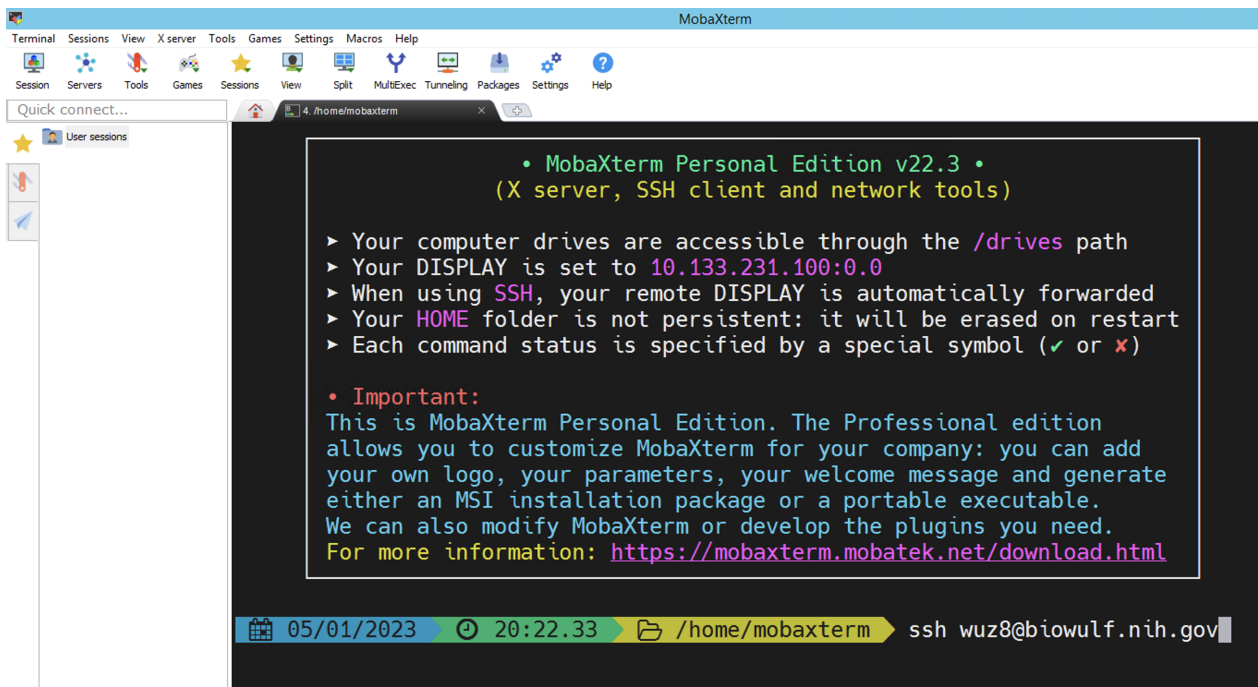 MobaXterm
Terminal Sessions View X server Tools Games Settings Macros Help
Session Servers Tools Games Sessions View Split MultiExec Tunneling Packages Settings Help
Quick connect...
4. /home/mobaxterm
User sessions
• MobaXterm Personal Edition v22.3 •
(X server, SSH client and network tools)
➤ Your computer drives are accessible through the /drives path
➤ Your DISPLAY is set to 10.133.231.100:0.0
➤ When using SSH, your remote DISPLAY is automatically forwarded
➤ Your HOME folder is not persistent: it will be erased on restart
➤ Each command status is specified by a special symbol (✔ or ✘)
• Important:
This is MobaXterm Personal Edition. The Professional edition
allows you to customize MobaXterm for your company: you can add
your own logo, your parameters, your welcome message and generate
either an MSI installation package or a portable executable.
We can also modify MobaXterm or develop the plugins you need.
For more information: https://mobaxterm.mobatek.net/download.html
05/01/2023 20:22.33 /home/mobaxterm ssh wuz8@biowulf.nih.gov